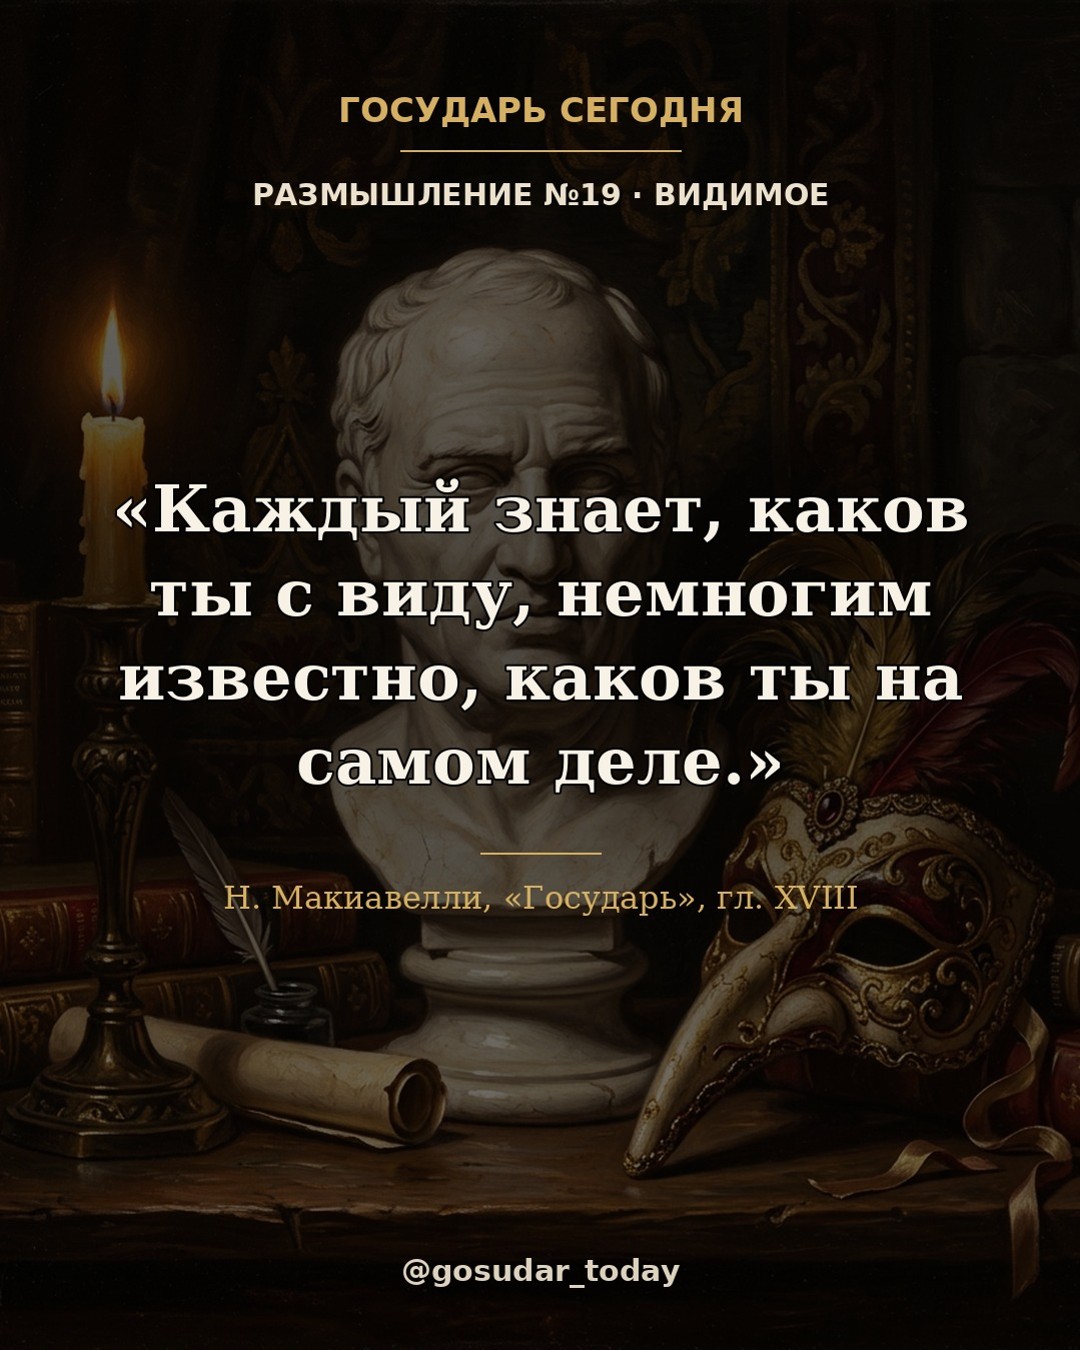 ГОСУДАРЬ СЕГОДНЯ
РАЗМЫШЛЕНИЕ №19 · ВИДИМОЕ
«Каждый знает, каков
ты с виду, немногим
известно, каков ты на
самом деле.»
Н. Макиавелли, «Государь», гл. XVIII
@gosudar_today